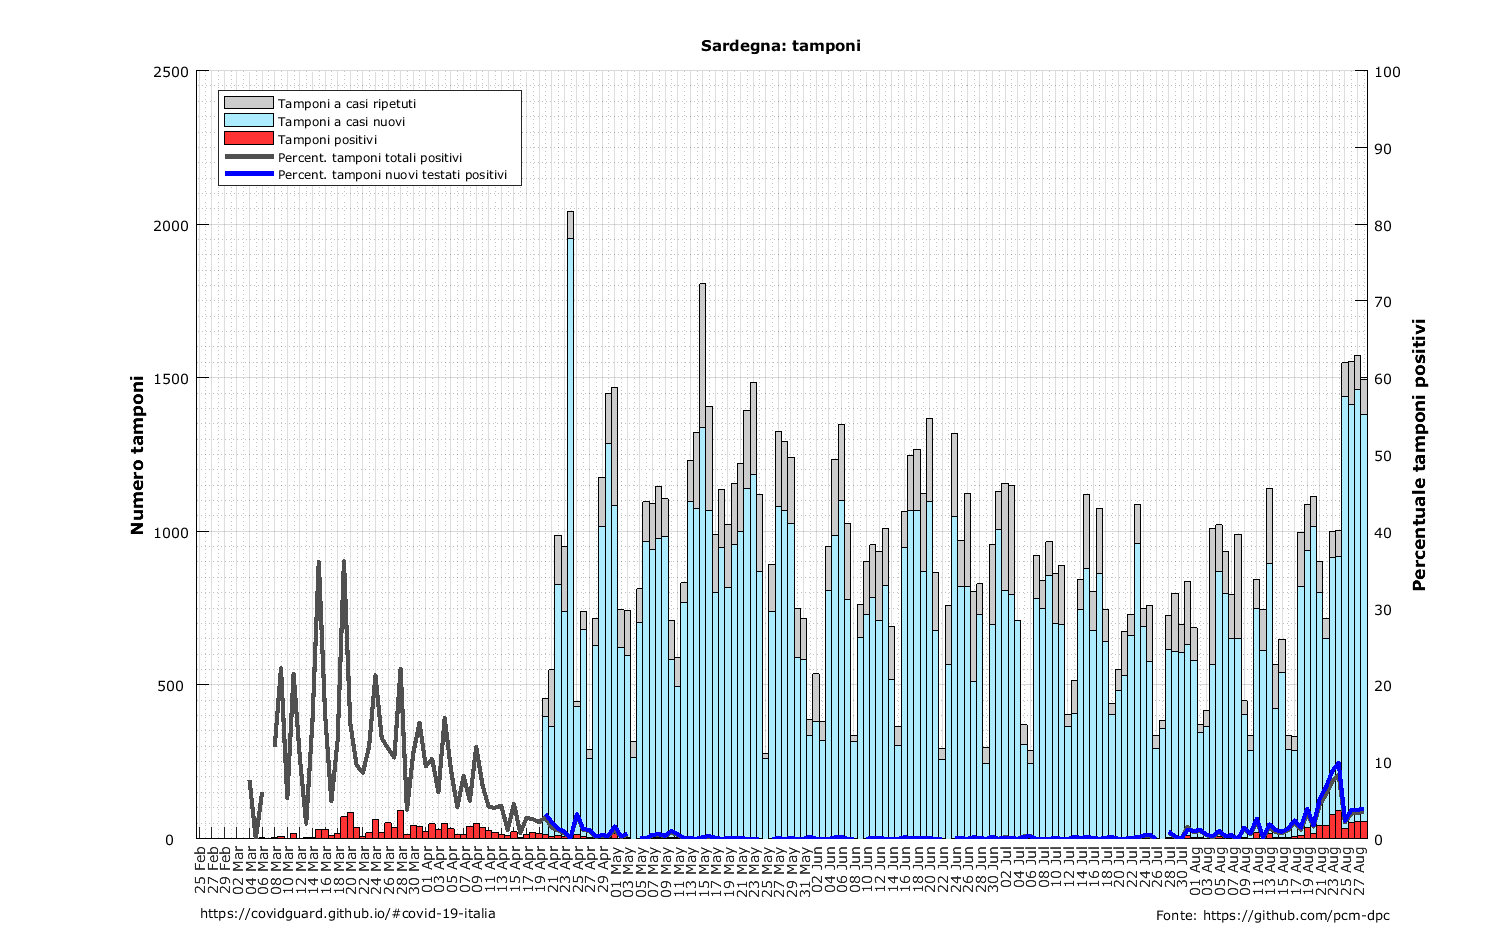 Sardegna: tamponi
2500
2000
1500
1000
500
0
Numero tamponi
Tamponi a casi ripetuti
Tamponi a casi nuovi
Tamponi positivi
Percent. tamponi totali positivi
Percent. tamponi nuovi testati positivi
100
90
80
70
60
50
40
30
20
10
0
Percentuale tamponi positivi
25 Feb
27 Feb
29 Feb
02 Mar
04 Mar
06 Mar
08 Mar
10 Mar
12 Mar
14 Mar
16 Mar
18 Mar
20 Mar
22 Mar
24 Mar
26 Mar
28 Mar
30 Mar
01 Apr
03 Apr
05 Apr
07 Apr
09 Apr
11 Apr
13 Apr
15 Apr
17 Apr
19 Apr
21 Apr
23 Apr
25 Apr
27 Apr
29 Apr
01 May
03 May
05 May
07 May
09 May
11 May
13 May
15 May
17 May
19 May
21 May
23 May
25 May
27 May
29 May
31 May
02 Jun
04 Jun
06 Jun
08 Jun
10 Jun
12 Jun
14 Jun
16 Jun
18 Jun
20 Jun
22 Jun
24 Jun
26 Jun
28 Jun
30 Jun
02 Jul
04 Jul
06 Jul
08 Jul
10 Jul
12 Jul
14 Jul
16 Jul
18 Jul
20 Jul
22 Jul
24 Jul
26 Jul
28 Jul
30 Jul
01 Aug
03 Aug
05 Aug
07 Aug
09 Aug
11 Aug
13 Aug
15 Aug
17 Aug
19 Aug
21 Aug
23 Aug
25 Aug
27 Aug
https://covidguard.github.io/#covid-19-italia
Fonte: https://github.com/pcm-dpc